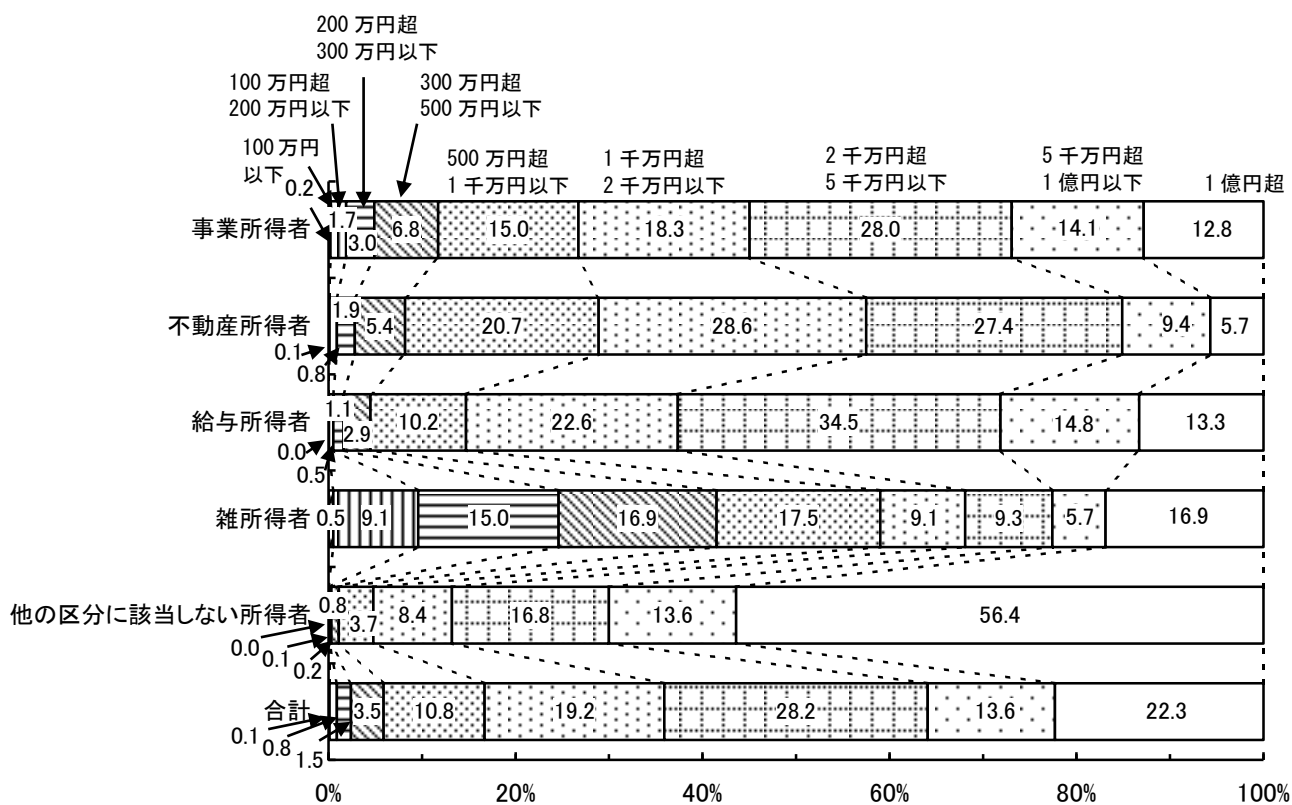 200 万円超
300 万円以下
100 万円超
200 万円以下
300 万円超
500 万円以下
100 万円
以下
500 万円超
1 千万円以下
1 千万円超
2 千万円以下
2 千万円超
5 千万円以下
5 千万円超
1 億円以下
1 億円超
0.2
事業所得者 1.7 3.0 6.8 15.0 18.3 28.0 14.1 12.8
不動産所得者 1.9 5.4 20.7 28.6 27.4 9.4 5.7
0.1
0.8
給与所得者 1.1 2.9 10.2 22.6 34.5 14.8 13.3
0.0
0.5
雑所得者 0.5 9.1 15.0 16.9 17.5 9.1 9.3 5.7 16.9
他の区分に該当しない所得者 0.8 3.7 8.4 16.8 13.6 56.4
0.0
0.1
0.2
合計 3.5 10.8 19.2 28.2 13.6 22.3
0.1
0.8
1.5
0% 20% 40% 60% 80% 100%